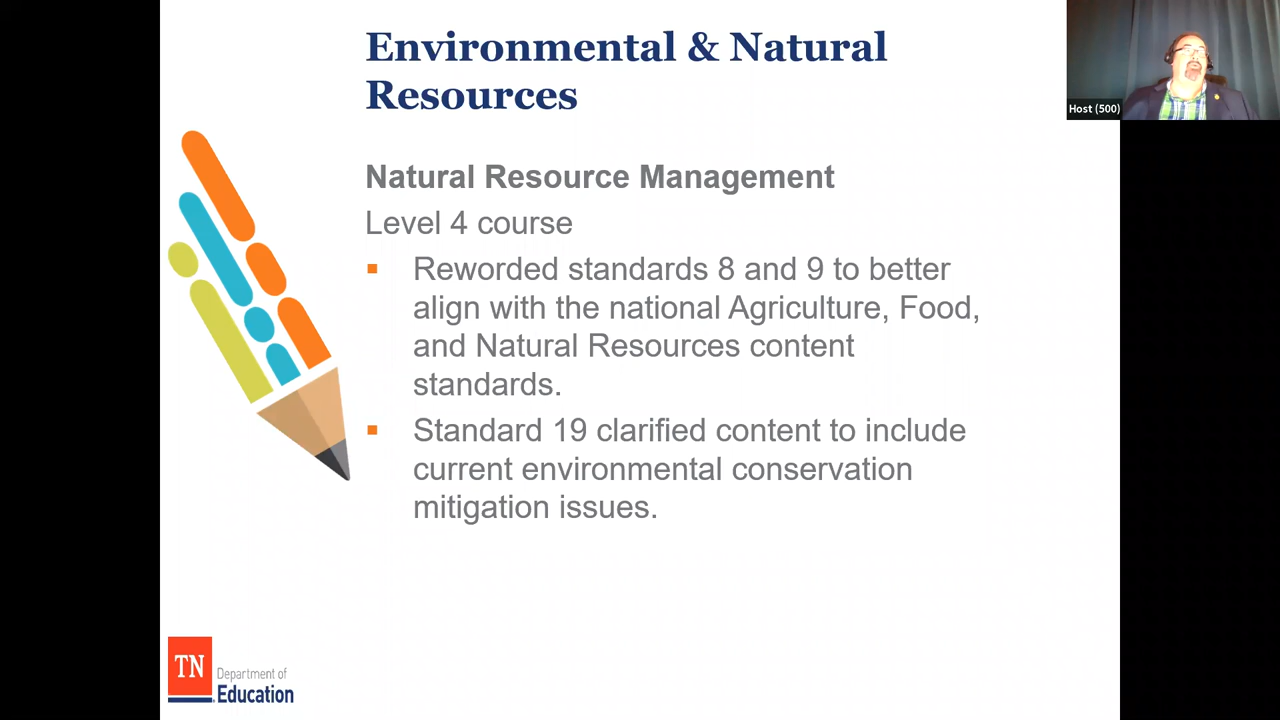 Environmental & Natural
Resources
Host (500)
Natural Resource Management
Level 4 course
Reworded standards 8 and 9 to better
align with the national Agriculture, Food,
and Natural Resources content
standards.
Standard 19 clarified content to include
current environmental conservation
mitigation issues.
TN
Department of
Education